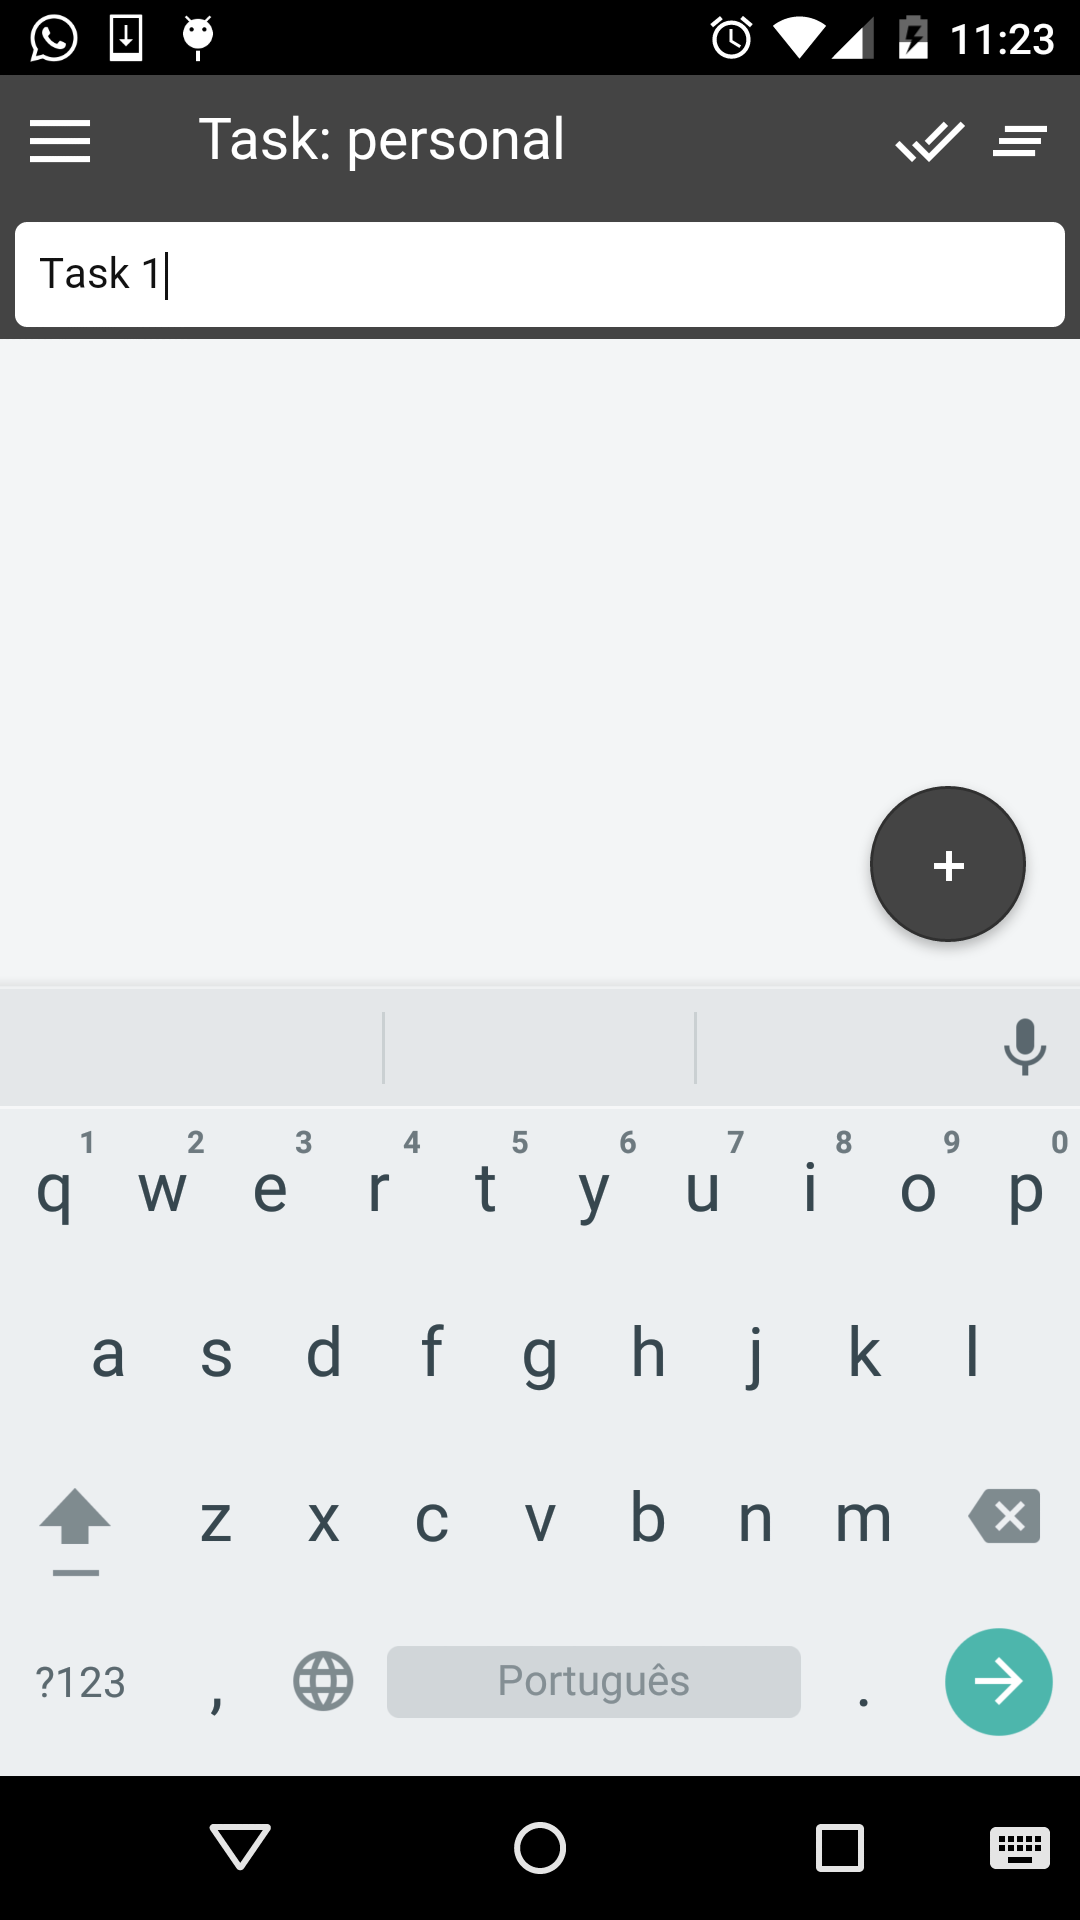 11:23
Task: personal
Task 1
1 2 3 4 5 6 7 8 9 0
q w e r t y u i o p
a s d f g h j k l
z x c v b n m
?123 , Português .